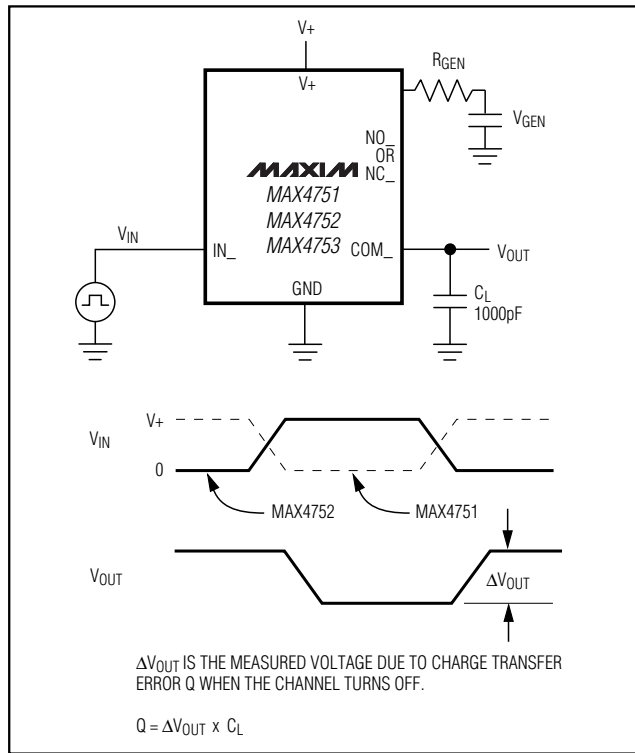 V+
V+
RGEN
VGEN
NO_
OR
NC_
MAXIM
MAX4751
MAX4752
MAX4753
VIN
IN_
COM_
VOUT
GND
CL
1000pF
V+
VIN
0
MAX4752
MAX4751
VOUT
ΔVOUT
ΔVOUT IS THE MEASURED VOLTAGE DUE TO CHARGE TRANSFER
ERROR Q WHEN THE CHANNEL TURNS OFF.
Q = ΔVOUT x CL